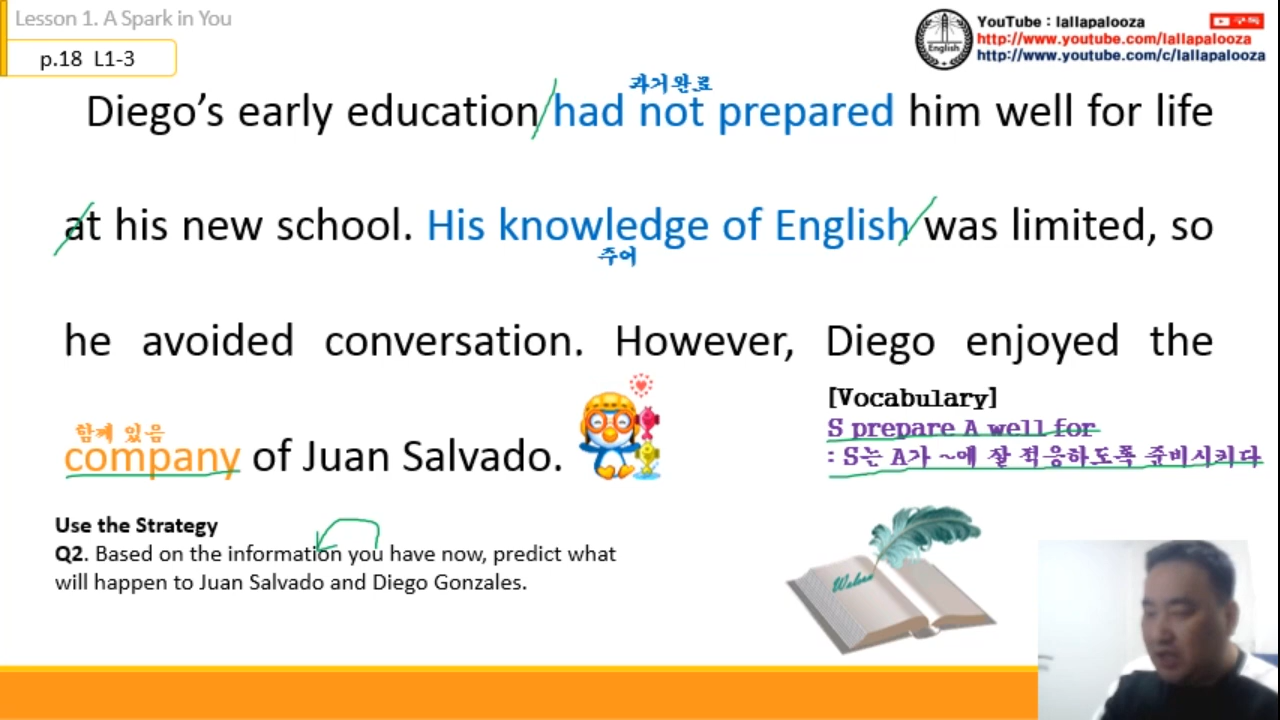 Lesson 1. A Spark in You
p.18 L1-3
English
YouTube : lallapalooza
구독
http://www.youtube.com/lallapalooza
http://www.youtube.com/c/lallapalooza
과거완료
Diego's early education had not prepared him well for life
at his new school. His knowledge of English was limited, so
주어
he avoided conversation. However, Diego enjoyed the
함께 있음
company of Juan Salvado.
[Vocabulary]
S prepare A well for
: S는 A가 ~에 잘 적응하도록 준비시키다
Use the Strategy
Q2. Based on the information you have now, predict what
will happen to Juan Salvado and Diego Gonzales.